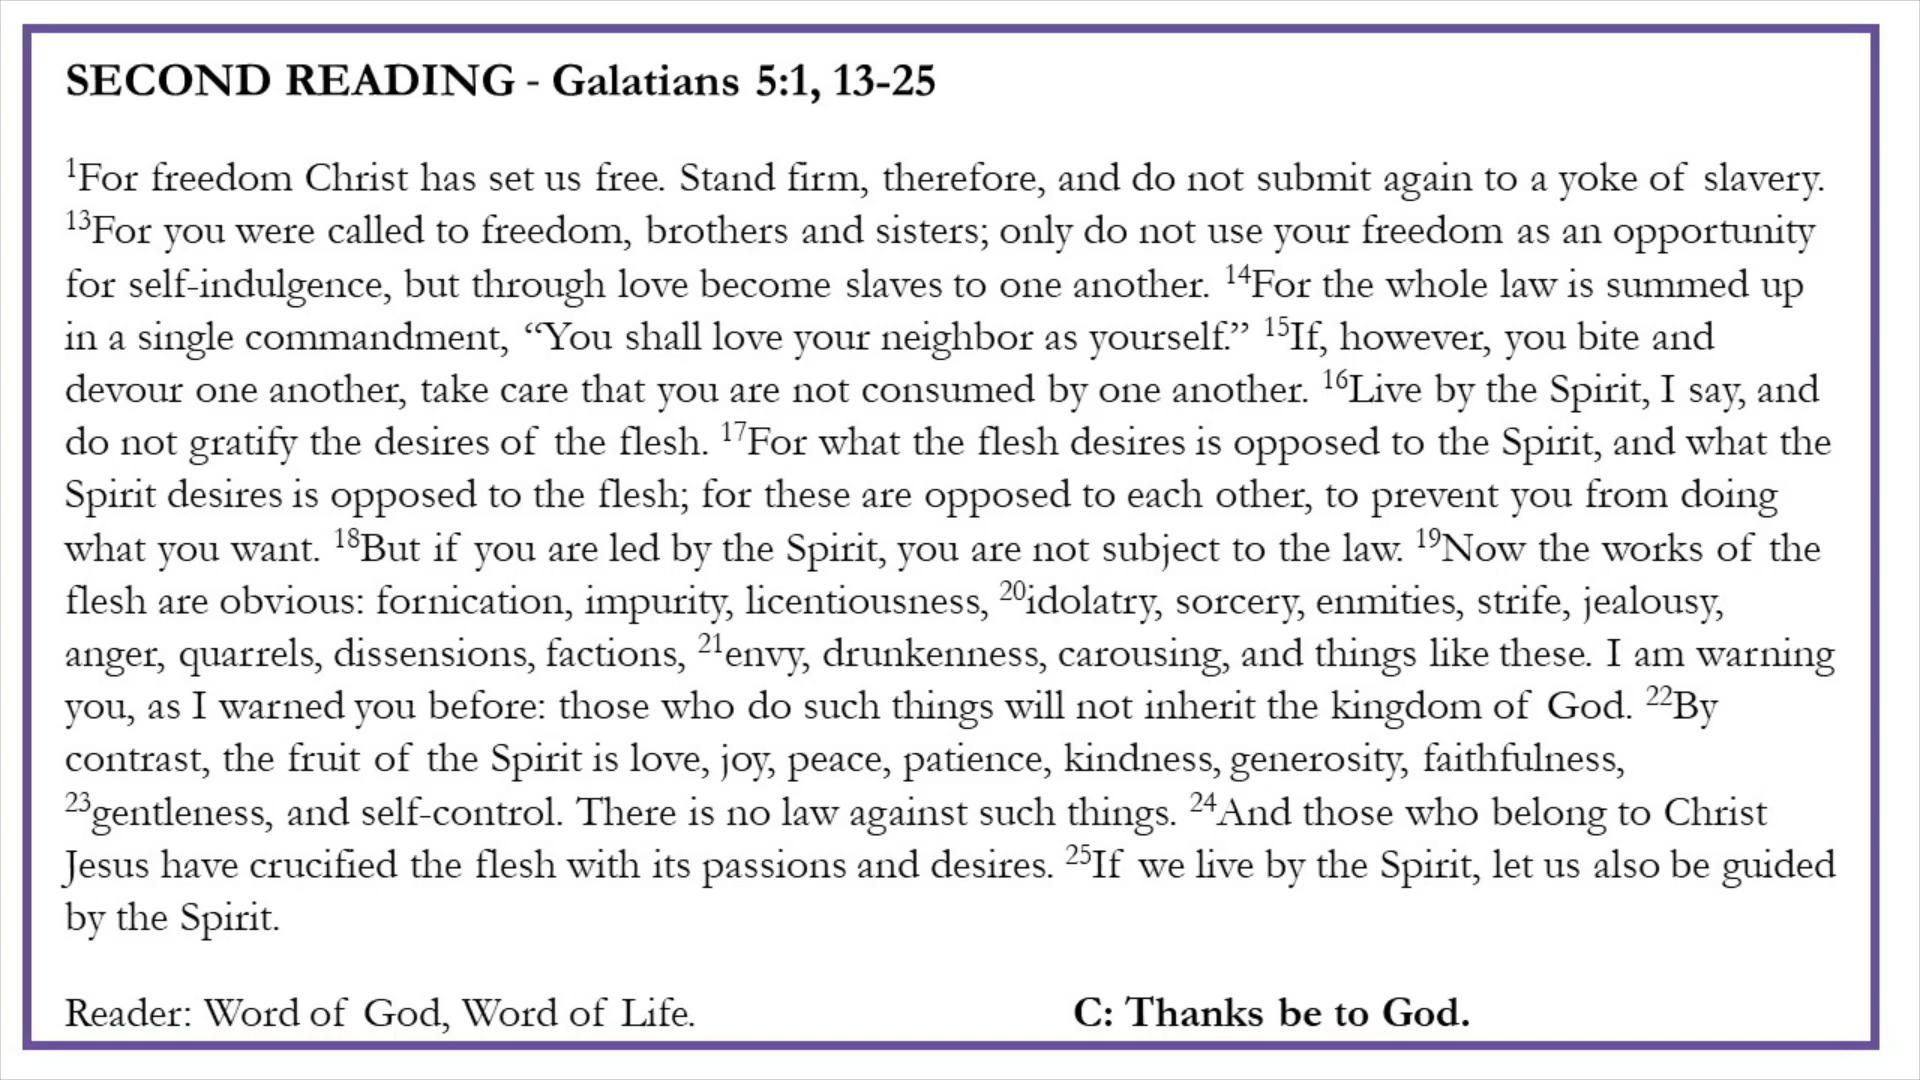 SECOND READING - Galatians 5:1, 13-25
¹For freedom Christ has set us free. Stand firm, therefore, and do not submit again to a yoke of slavery.
¹³For you were called to freedom, brothers and sisters; only do not use your freedom as an opportunity
for self-indulgence, but through love become slaves to one another. ¹⁴For the whole law is summed up
in a single commandment, “You shall love your neighbor as yourself.” ¹⁵If, however, you bite and
devour one another, take care that you are not consumed by one another. ¹⁶Live by the Spirit, I say, and
do not gratify the desires of the flesh. ¹⁷For what the flesh desires is opposed to the Spirit, and what the
Spirit desires is opposed to the flesh; for these are opposed to each other, to prevent you from doing
what you want. ¹⁸But if you are led by the Spirit, you are not subject to the law. ¹⁹Now the works of the
flesh are obvious: fornication, impurity, licentiousness, ²⁰idolatry, sorcery, enmities, strife, jealousy,
anger, quarrels, dissensions, factions, ²¹envy, drunkenness, carousing, and things like these. I am warning
you, as I warned you before: those who do such things will not inherit the kingdom of God. ²²By
contrast, the fruit of the Spirit is love, joy, peace, patience, kindness, generosity, faithfulness,
²³gentleness, and self-control. There is no law against such things. ²⁴And those who belong to Christ
Jesus have crucified the flesh with its passions and desires. ²⁵If we live by the Spirit, let us also be guided
by the Spirit.
Reader: Word of God, Word of Life. C: Thanks be to God.